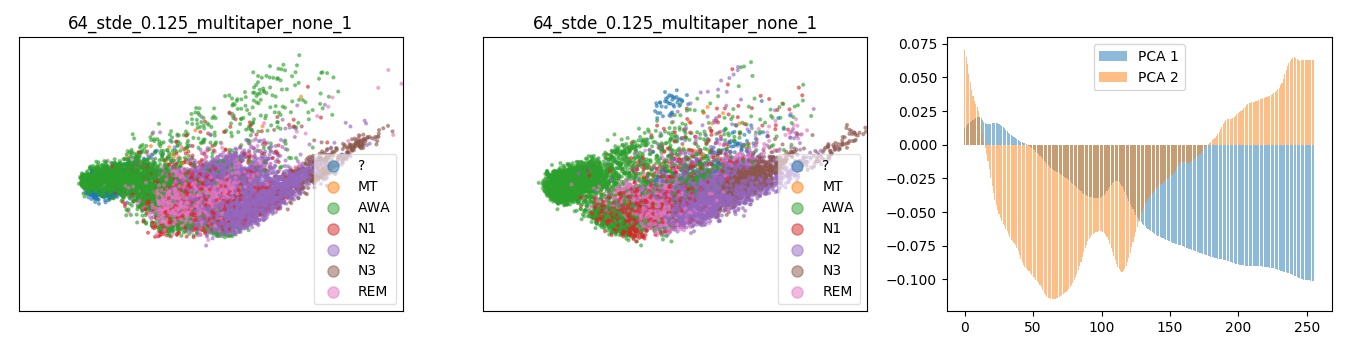 64_stde_0.125_multitaper_none_1
?
MT
AWA
N1
N2
N3
REM
64_stde_0.125_multitaper_none_1
?
MT
AWA
N1
N2
N3
REM
PCA 1
PCA 2
0.075
0.050
0.025
0.000
−0.025
−0.050
−0.075
−0.100
0
50
100
150
200
250